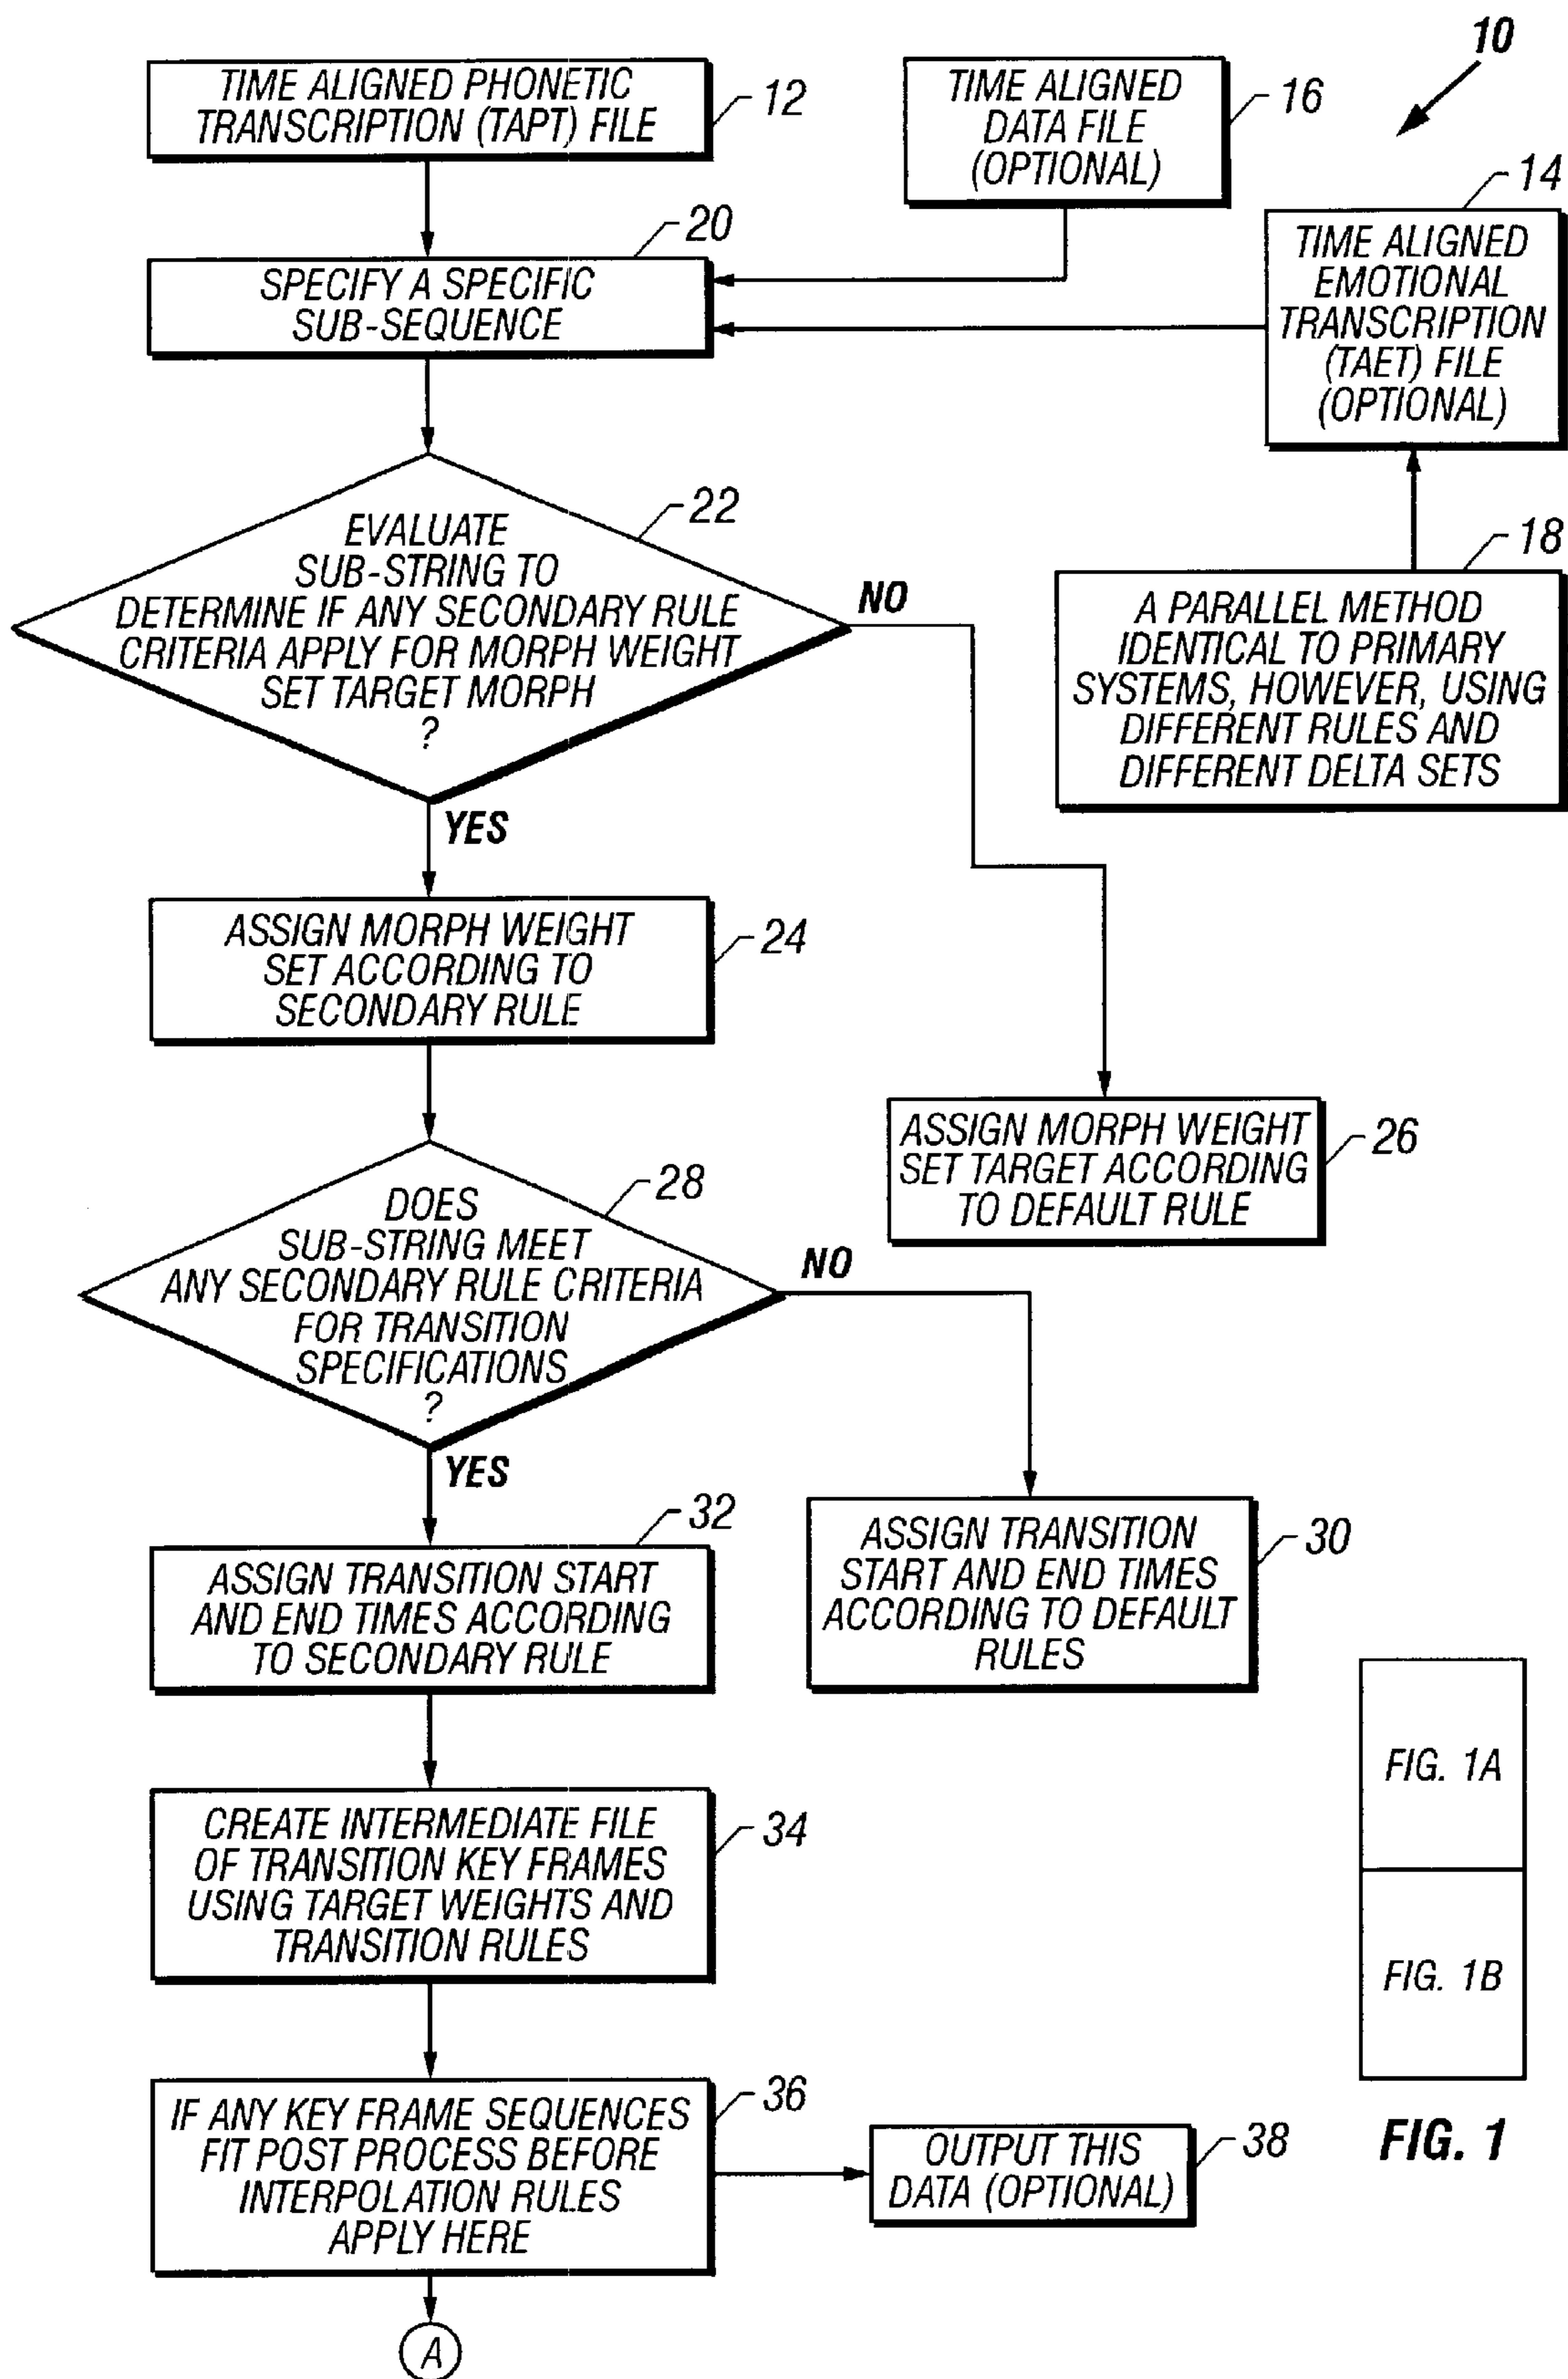 10
TIME ALIGNED PHONETIC
TRANSCRIPTION (TAPT) FILE
12
TIME ALIGNED
DATA FILE
(OPTIONAL)
16
14
TIME ALIGNED
EMOTIONAL
TRANSCRIPTION
(TAET) FILE
(OPTIONAL)
20
SPECIFY A SPECIFIC
SUB-SEQUENCE
18
A PARALLEL METHOD
IDENTICAL TO PRIMARY
SYSTEMS, HOWEVER, USING
DIFFERENT RULES AND
DIFFERENT DELTA SETS
22
EVALUATE
SUB-STRING TO
DETERMINE IF ANY SECONDARY RULE
CRITERIA APPLY FOR MORPH WEIGHT
SET TARGET MORPH
?
NO
YES
ASSIGN MORPH WEIGHT
SET ACCORDING TO
SECONDARY RULE
24
ASSIGN MORPH WEIGHT
SET TARGET ACCORDING
TO DEFAULT RULE
26
28
DOES
SUB-STRING MEET
ANY SECONDARY RULE CRITERIA
FOR TRANSITION
SPECIFICATIONS
?
NO
YES
32
ASSIGN TRANSITION START
AND END TIMES ACCORDING
TO SECONDARY RULE
ASSIGN TRANSITION
START AND END TIMES
ACCORDING TO DEFAULT
RULES
30
CREATE INTERMEDIATE FILE
OF TRANSITION KEY FRAMES
USING TARGET WEIGHTS AND
TRANSITION RULES
34
FIG. 1A
FIG. 1B
FIG. 1
IF ANY KEY FRAME SEQUENCES
FIT POST PROCESS BEFORE
INTERPOLATION RULES
APPLY HERE
36
OUTPUT THIS
DATA (OPTIONAL)
38
A